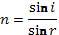 n = sin i / sin r